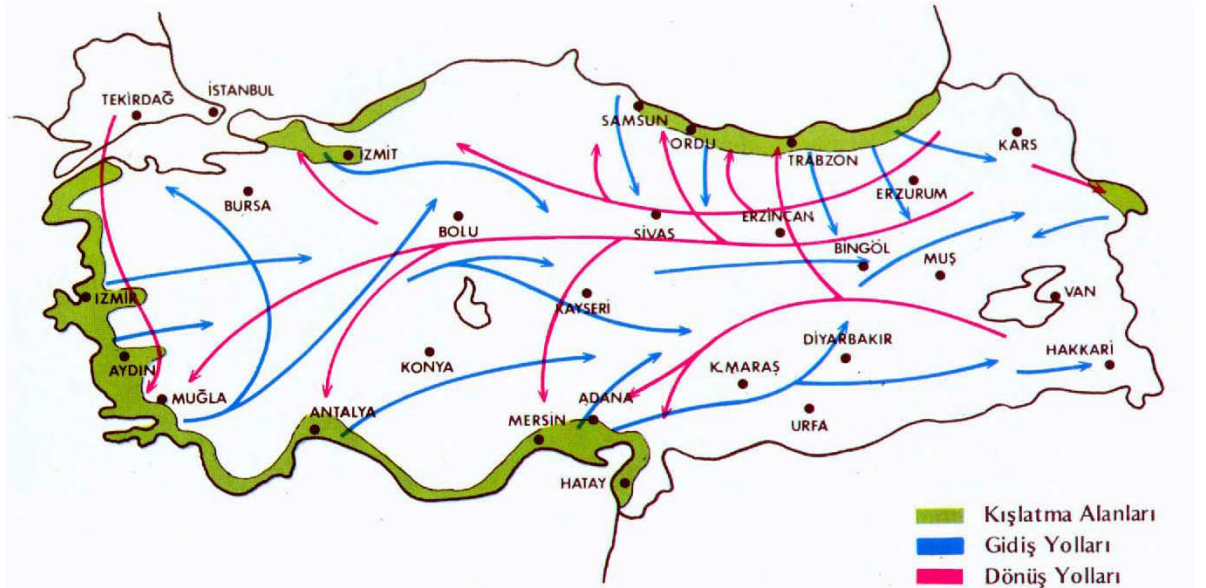 İSTANBUL
TEKİRDAĞ
SAMSUN
ORDU
TRABZON
KARS
İZMİT
BURSA
ERZURUM
BOLU
SİVAS
ERZİNCAN
BİNGÖL
MUŞ
İZMİR
KAYSERİ
VAN
AYDIN
KONYA
DİYARBAKIR
HAKKARİ
K.MARAŞ
MUĞLA
ANTALYA
MERSİN
ADANA
URFA
HATAY
Kışlatma Alanları
Gidiş Yolları
Dönüş Yolları